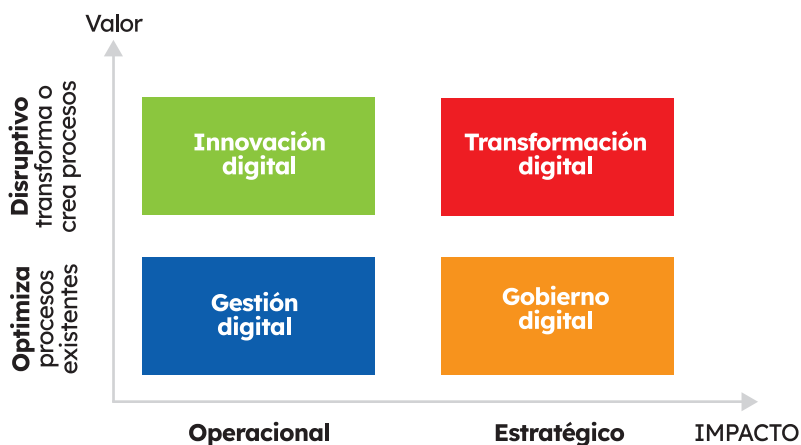 Valor
Disruptivo
transforma o
crea procesos
Innovación
digital
Transformación
digital
Optimiza
procesos
existentes
Gestión
digital
Gobierno
digital
Operacional
Estratégico
IMPACTO